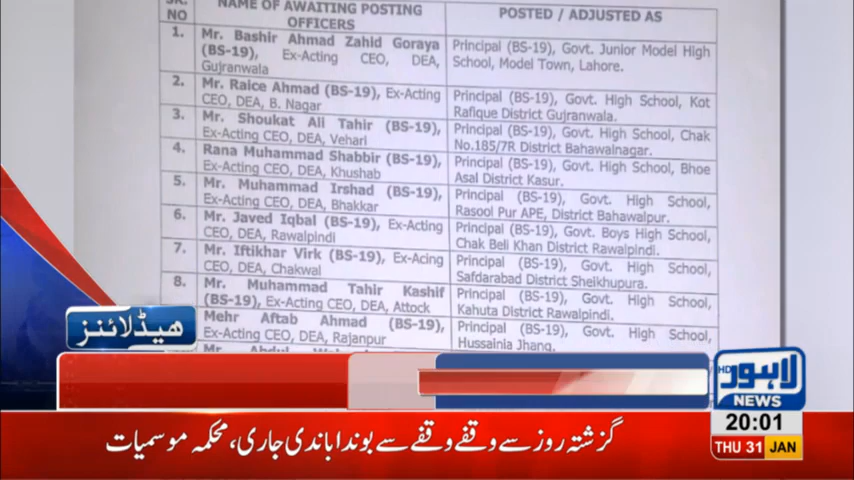 NO
NAME OF AWAITING POSTING
OFFICERS
POSTED / ADJUSTED AS
1.
Mr. Bashir Ahmad Zahid Goraya
(BS-19), Ex-Acting CEO, DEA,
Gujranwala
Principal (BS-19), Govt. Junior Model High
School, Model Town, Lahore.
2.
Mr. Raice Ahmad (BS-19), Ex-Acting
CEO, DEA, B. Nagar
Principal (BS-19), Govt. High School, Kot
Rafique District Gujranwala.
3.
Mr. Shoukat Ali Tahir (BS-19),
Ex-Acting CEO, DEA, Vehari
Principal (BS-19), Govt. High School, Chak
No.185/7R District Bahawalnagar.
4.
Rana Muhammad Shabbir (BS-19),
Ex-Acting CEO, DEA, Khushab
Principal (BS-19), Govt. High School, Bhoe
Asal District Kasur.
5.
Mr. Muhammad Irshad (BS-19),
Ex-Acting CEO, DEA, Bhakkar
Principal (BS-19), Govt. High School,
Rasool Pur APE, District Bahawalpur.
6.
Mr. Javed Iqbal (BS-19), Ex-Acting
CEO, DEA, Rawalpindi
Principal (BS-19), Govt. Boys High School,
Chak Beli Khan District Rawalpindi.
7.
Mr. Iftikhar Virk (BS-19), Ex-Acing
CEO, DEA, Chakwal
Principal (BS-19), Govt. High School,
Safdarabad District Sheikhupura.
8.
Mr. Muhammad Tahir Kashif
(BS-19), Ex-Acting CEO, DEA, Attock
Principal (BS-19), Govt. High School,
Kahuta District Rawalpindi.
Mehr Aftab Ahmad (BS-19),
Ex-Acting CEO, DEA, Rajanpur
Principal (BS-19), Govt. High School,
Hussainia Jhang.
ہیڈلائنز
لاہور
HD
NEWS
20:01
THU 31 JAN
گزشتہ روز سے وقفے وقفے سے بوندا باندی جاری، محکمہ موسمیات